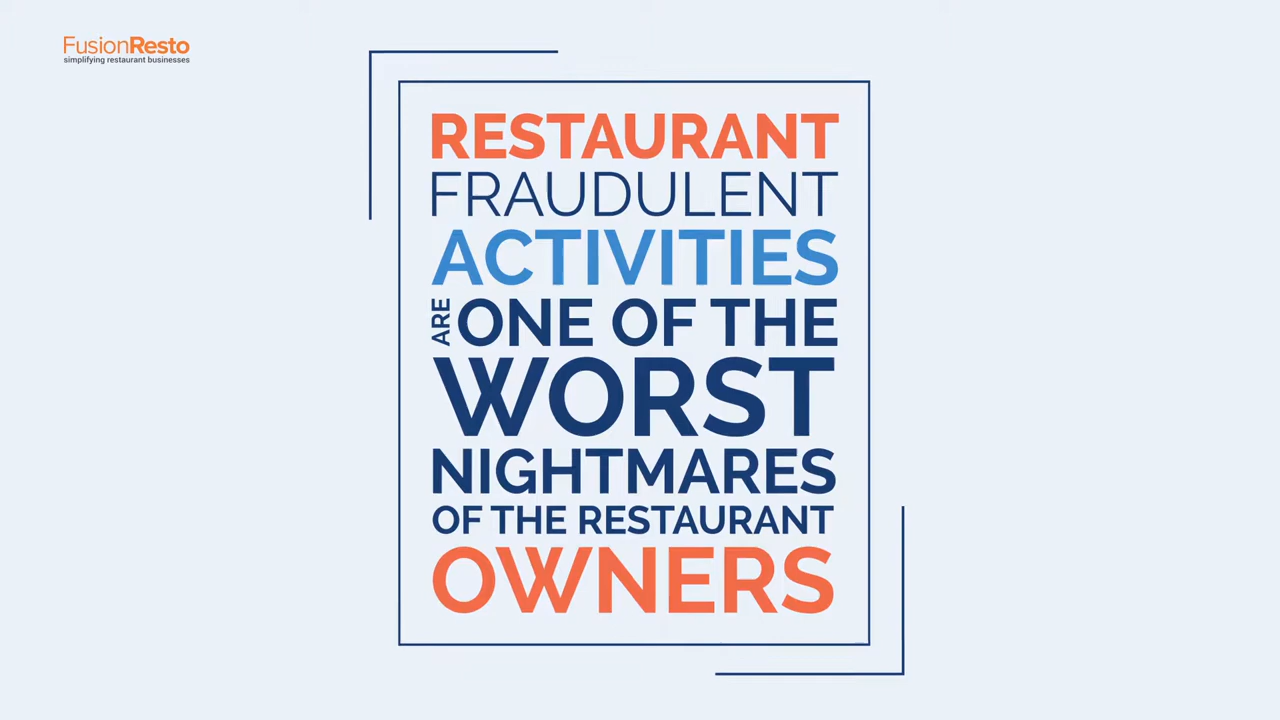 FusionResto
simplifying restaurant businesses
RESTAURANT
FRAUDULENT
ACTIVITIES
ARE ONE OF THE
WORST
NIGHTMARES
OF THE RESTAURANT
OWNERS